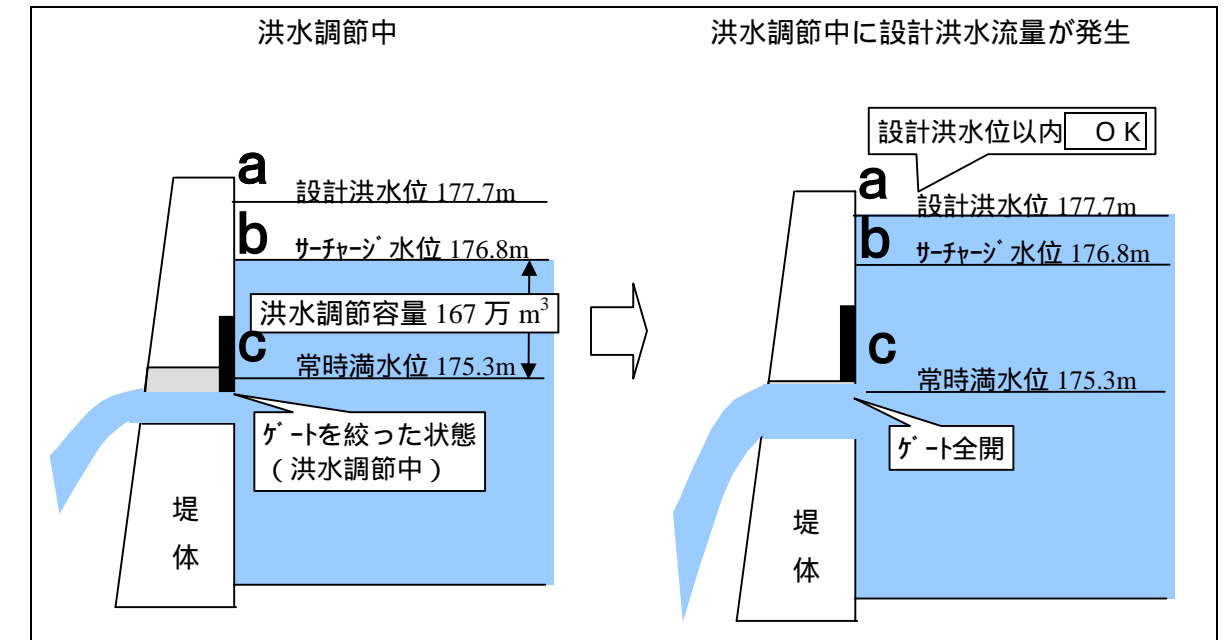 洪水調節中
a
設計洪水位 177.7m
b
ｻｰﾁｬｰｼﾞ水位 176.8m
洪水調節容量 167 万 m³
c
常時満水位 175.3m
ｹﾞｰﾄを絞った状態
（洪水調節中）
堤
体
洪水調節中に設計洪水流量が発生
設計洪水位以内 ＯＫ
a
設計洪水位 177.7m
b
ｻｰﾁｬｰｼﾞ水位 176.8m
c
常時満水位 175.3m
ｹﾞｰﾄ全開
堤
体